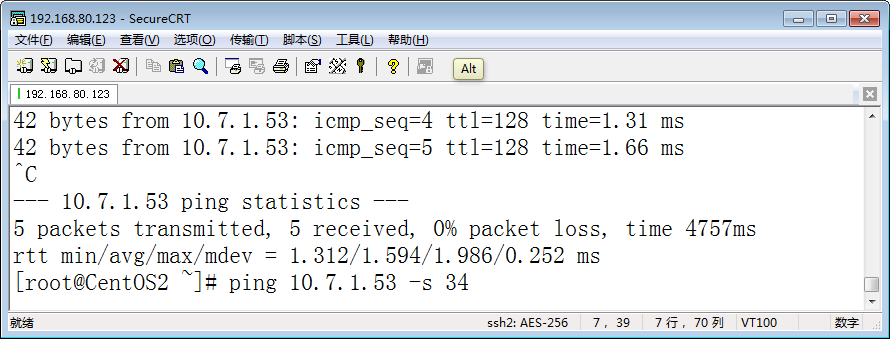 192.168.80.123 - SecureCRT
文件(F) 编辑(E) 查看(V) 选项(O) 传输(T) 脚本(S) 工具(L) 帮助(H)
Alt
192.168.80.123
42 bytes from 10.7.1.53: icmp_seq=4 ttl=128 time=1.31 ms
42 bytes from 10.7.1.53: icmp_seq=5 ttl=128 time=1.66 ms
^C
--- 10.7.1.53 ping statistics ---
5 packets transmitted, 5 received, 0% packet loss, time 4757ms
rtt min/avg/max/mdev = 1.312/1.594/1.986/0.252 ms
[root@CentOS2 ~]# ping 10.7.1.53 -s 34
就绪 ssh2: AES-256 7, 39 7 行, 70 列 VT100 数字